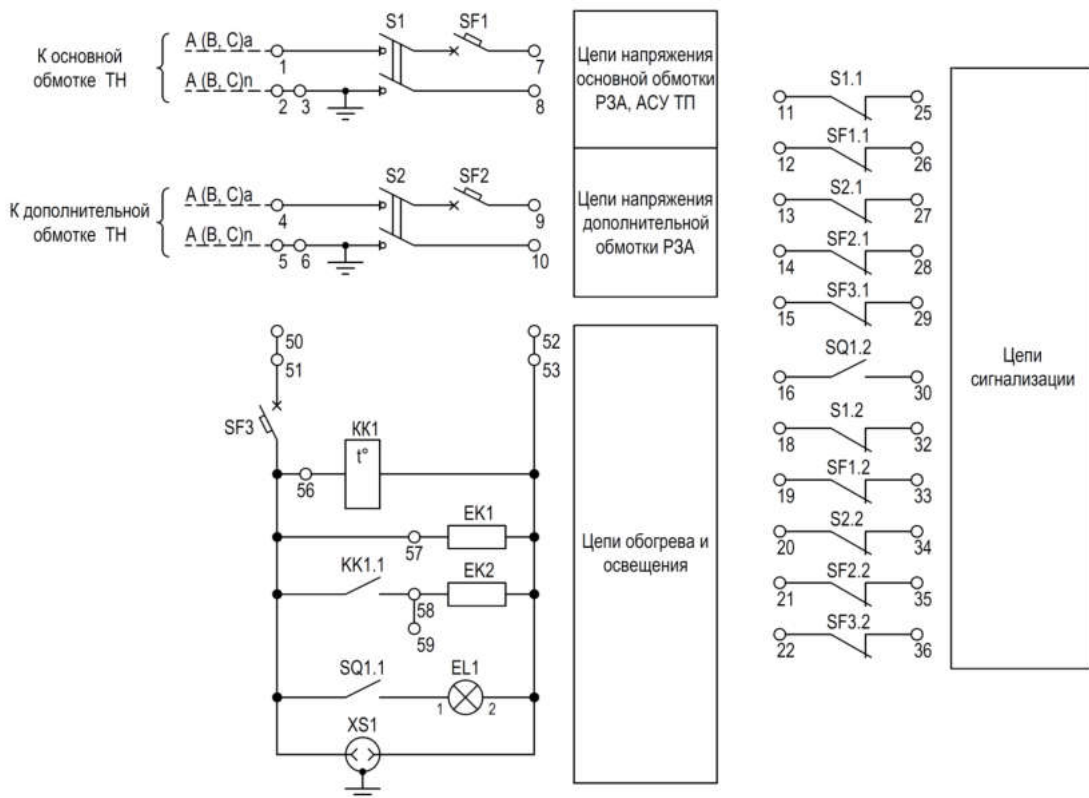 К основной
обмотке ТН
A (B, C)a
1
S1
SF1
7
A (B, C)n
2
3
8
Цепи напряжения
основной обмотки
РЗА, АСУ ТП
К дополнительной
обмотке ТН
A (B, C)a
4
S2
SF2
9
A (B, C)n
5
6
10
Цепи напряжения
дополнительной
обмотки РЗА
50
51
52
53
SF3
KK1
t°
56
EK1
57
KK1.1
EK2
58
59
SQ1.1
EL1
1
2
XS1
Цепи обогрева и
освещения
S1.1
11
25
SF1.1
12
26
S2.1
13
27
SF2.1
14
28
SF3.1
15
29
SQ1.2
16
30
S1.2
18
32
SF1.2
19
33
S2.2
20
34
SF2.2
21
35
SF3.2
22
36
Цепи
сигнализации